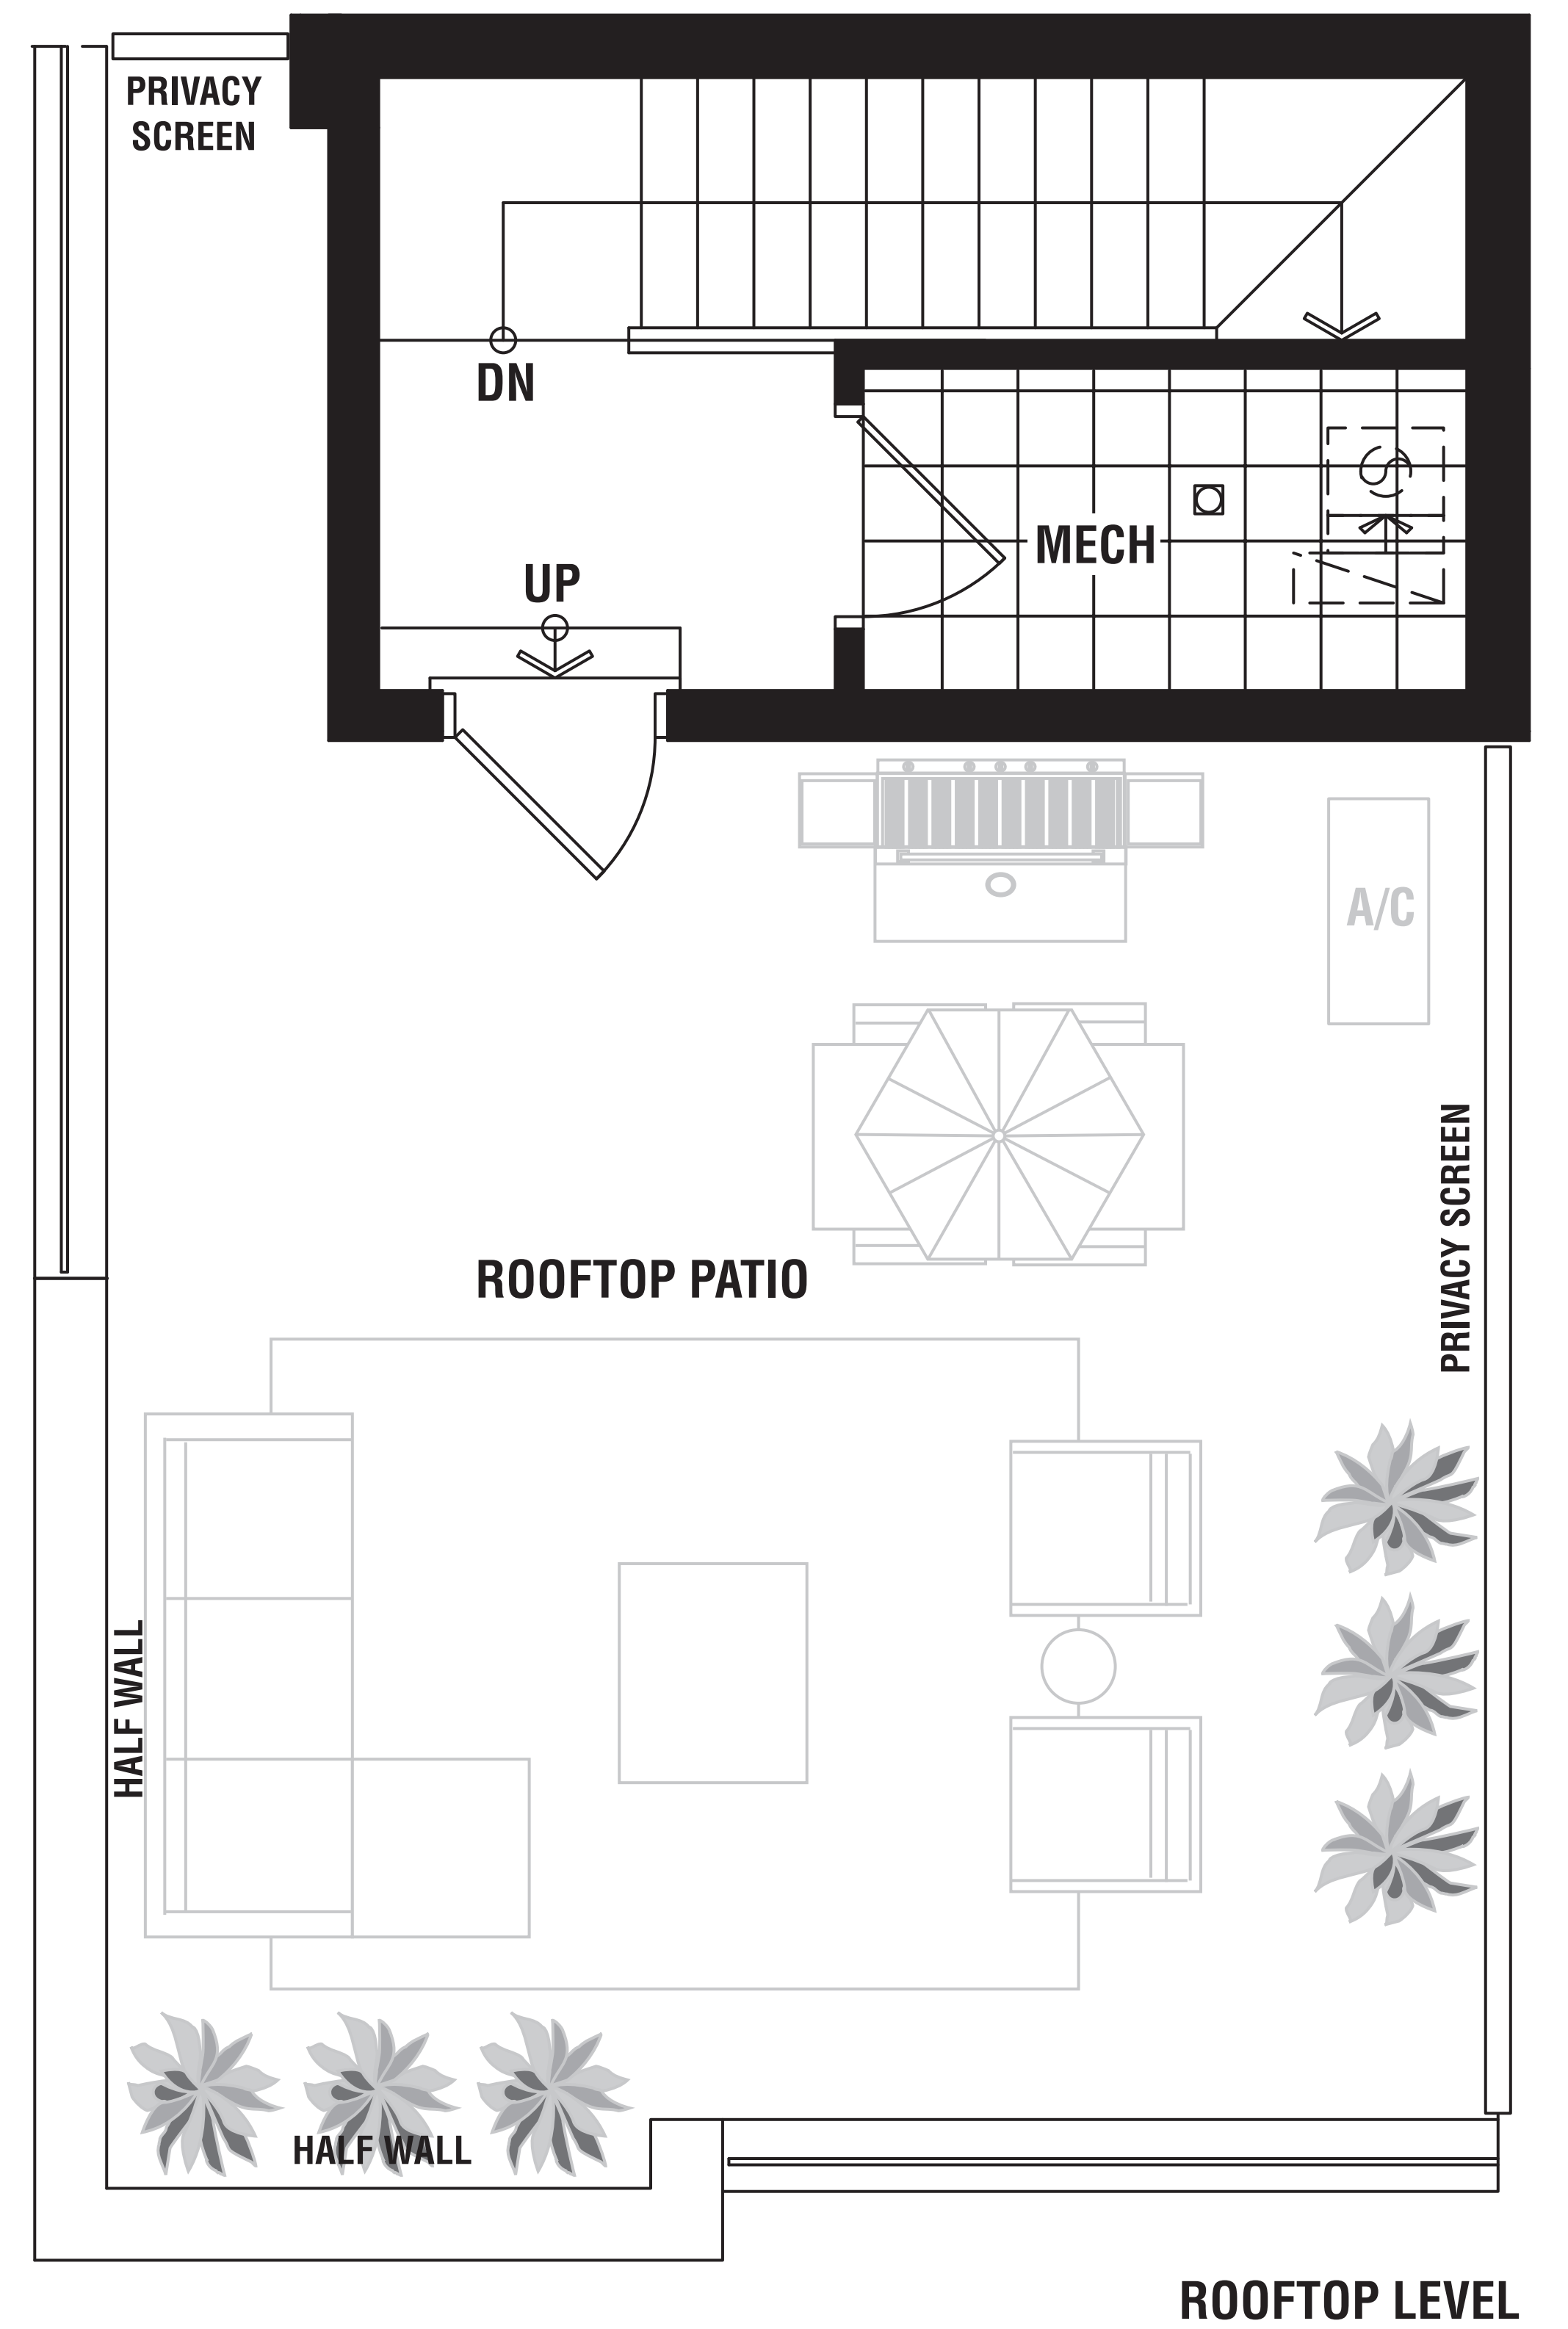 PRIVACY
SCREEN
DN
UP
MECH
A/C
PRIVACY SCREEN
ROOFTOP PATIO
HALF WALL
HALF WALL
ROOFTOP LEVEL